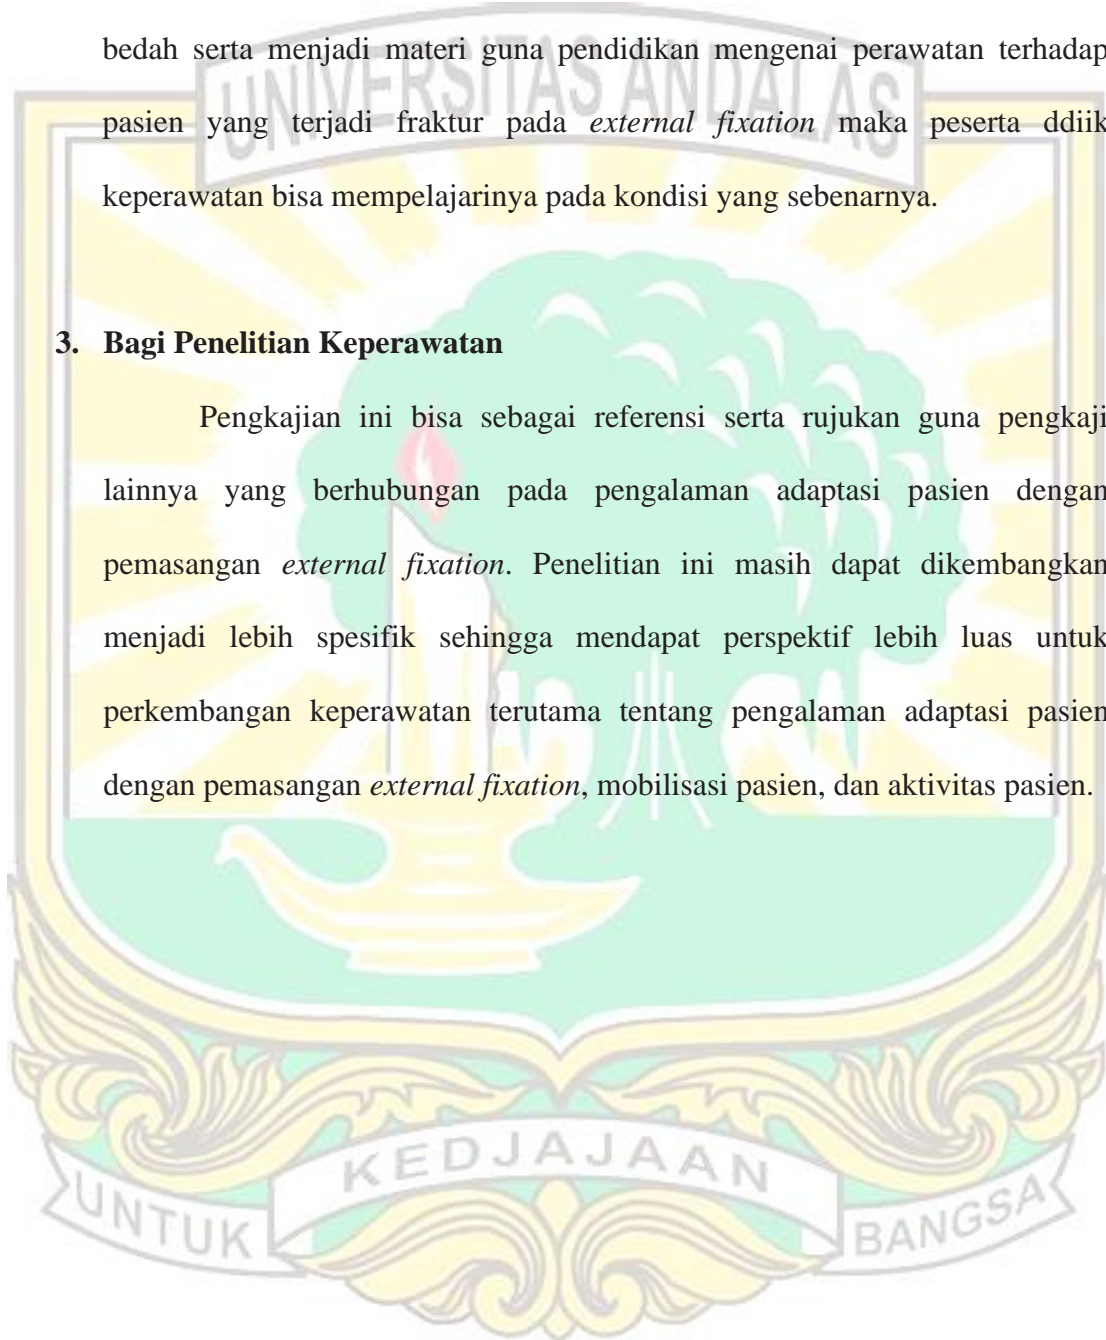 bedah serta menjadi materi guna pendidikan mengenai perawatan terhadap
pasien yang terjadi fraktur pada external fixation maka peserta ddiik
keperawatan bisa mempelajarinya pada kondisi yang sebenarnya.
3. Bagi Penelitian Keperawatan
Pengkajian ini bisa sebagai referensi serta rujukan guna pengkaji
lainnya yang berhubungan pada pengalaman adaptasi pasien dengan
pemasangan external fixation. Penelitian ini masih dapat dikembangkan
menjadi lebih spesifik sehingga mendapat perspektif lebih luas untuk
perkembangan keperawatan terutama tentang pengalaman adaptasi pasien
dengan pemasangan external fixation, mobilisasi pasien, dan aktivitas pasien.
UNIVERSITAS ANDALAS
UNTUK KEDJAJAAN BANGSA